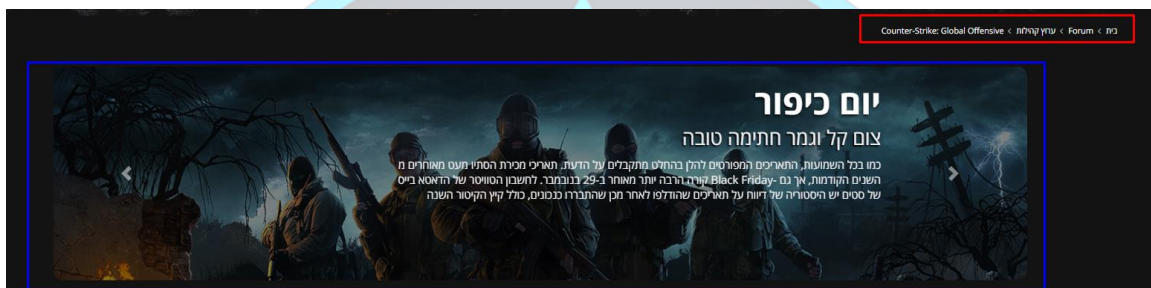 בית > Forum > ערוץ קהילות > Counter-Strike: Global Offensive
יום כיפור
צום קל וגמר חתימה טובה
כמו בכל השמועות, התאריכים המפורטים להלן בהחלט מתקבלים על הדעת. תאריכי מכירת הסתיו מעט מאוחרים מ
השנים הקודמות, אך גם -Black Friday קורה הרבה יותר מאוחר ב-29 בנובמבר. לחשבון הטוויטר של הדאטא בייס
של סטים יש היסטוריה של דיווח על תאריכים שהודלפו לאחר מכן שהתבררו כנכונים, כולל קיץ הקיטור השנה